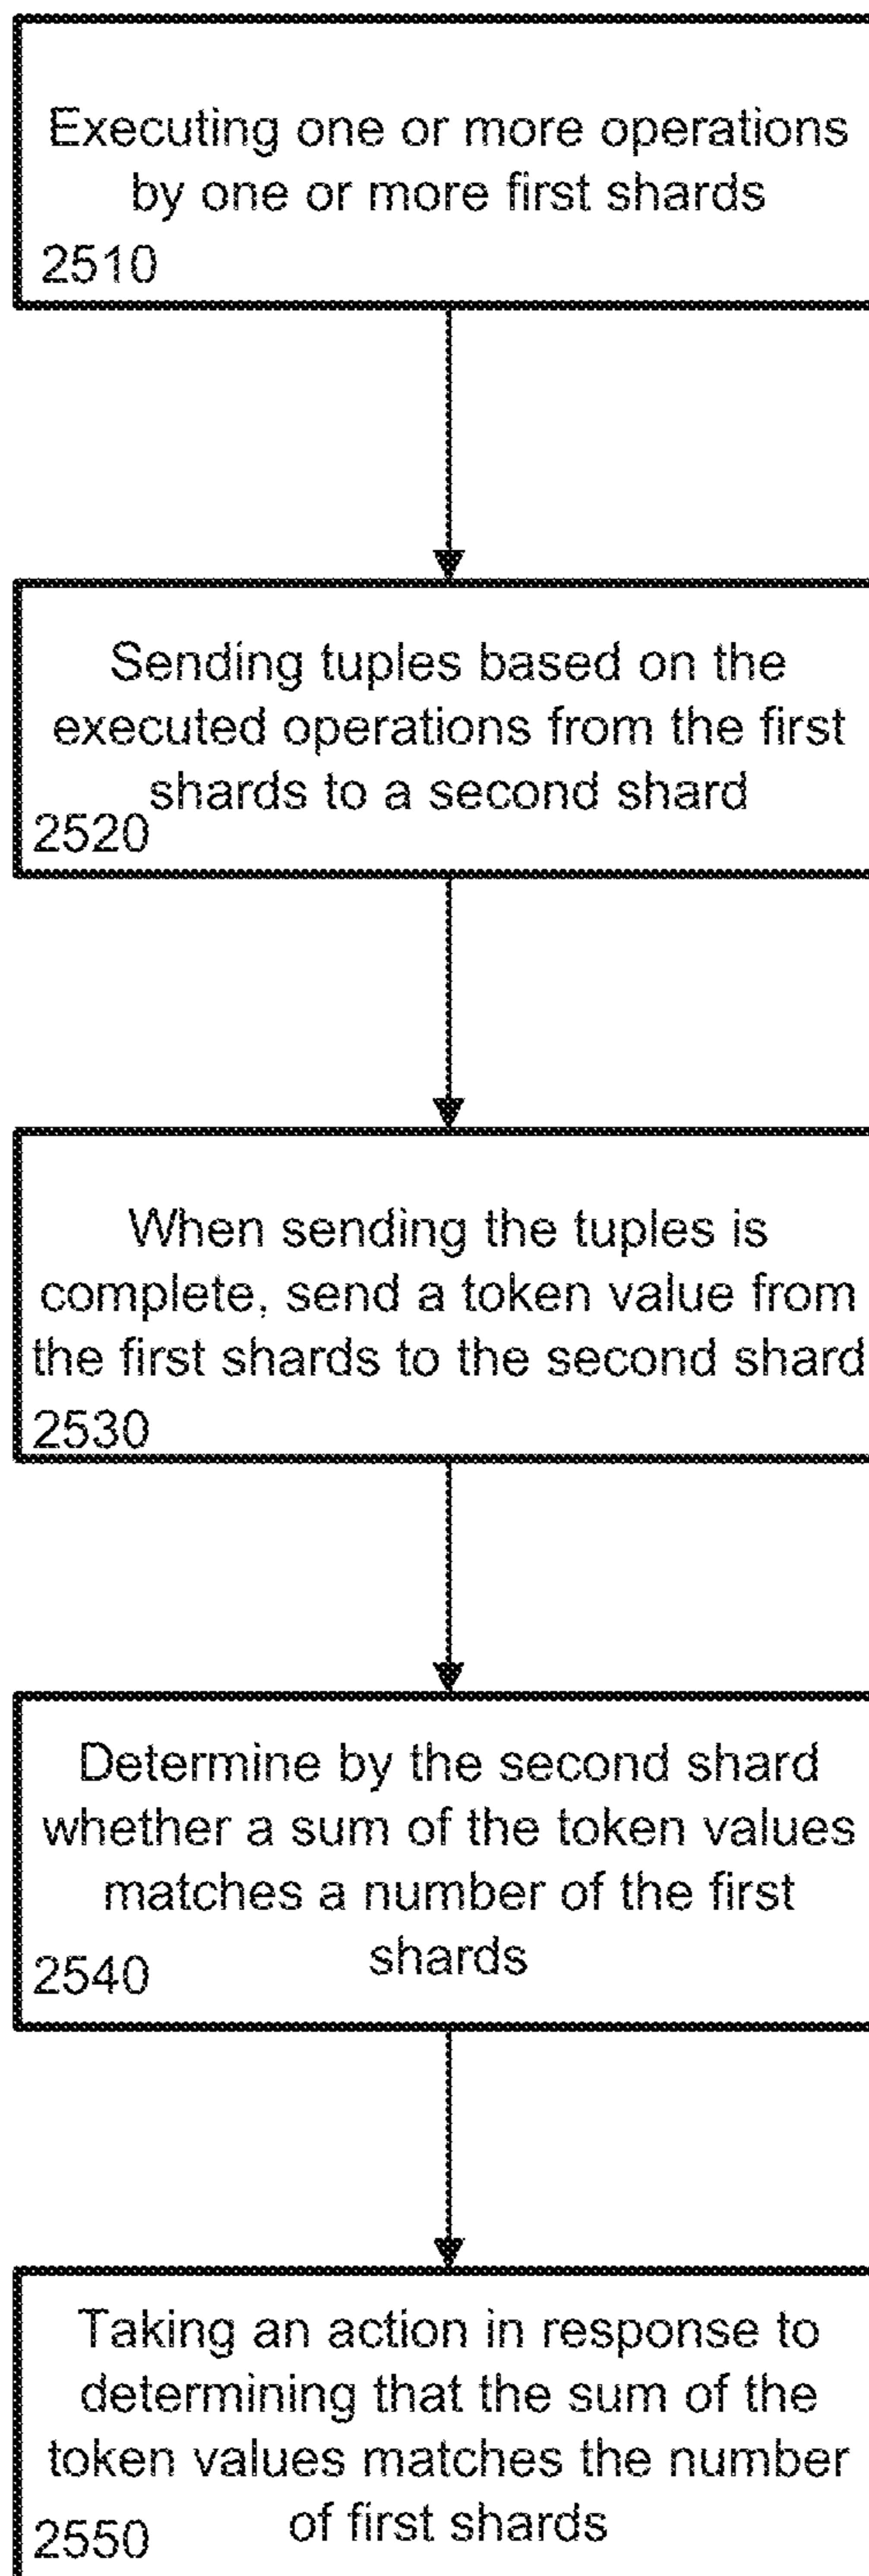 Executing one or more operations
by one or more first shards
2510
Sending tuples based on the
executed operations from the first
shards to a second shard
2520
When sending the tuples is
complete, send a token value from
the first shards to the second shard
2530
Determine by the second shard
whether a sum of the token values
matches a number of the first
shards
2540
Taking an action in response to
determining that the sum of the
token values matches the number
of first shards
2550